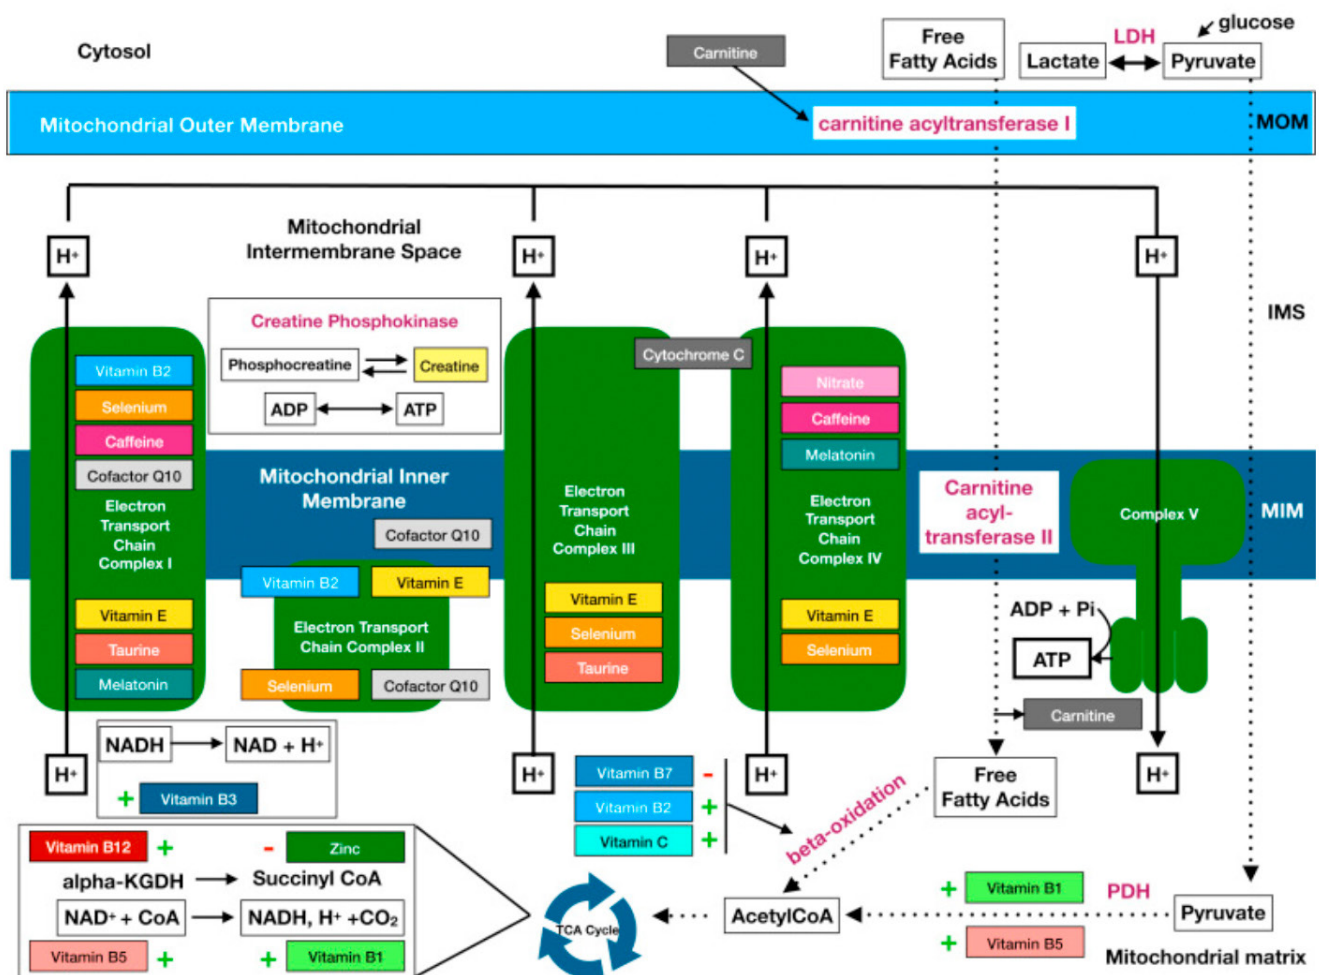 Cytosol
Carnitine
Free
Fatty Acids
Lactate
LDH
Pyruvate
glucose
Mitochondrial Outer Membrane
carnitine acyltransferase I
MOM
Mitochondrial
Intermembrane Space
H+
H+
H+
H+
IMS
Creatine Phosphokinase
Phosphocreatine
Creatine
ADP
ATP
Vitamin B2
Selenium
Caffeine
Cofactor Q10
Electron
Transport
Chain
Complex I
Vitamin E
Taurine
Melatonin
Mitochondrial Inner
Membrane
Cofactor Q10
Vitamin B2
Vitamin E
Electron Transport
Chain Complex II
Selenium
Cofactor Q10
Cytochrome C
Electron
Transport
Chain
Complex III
Vitamin E
Selenium
Taurine
Nitrate
Caffeine
Melatonin
Electron
Transport
Chain
Complex IV
Vitamin E
Selenium
Carnitine
acyl-
transferase II
Complex V
MIM
ADP + Pi
ATP
Carnitine
H+
NADH
NAD + H+
+ Vitamin B3
H+
H+
H+
Vitamin B7 -
Vitamin B2 +
Vitamin C +
beta-oxidation
Free
Fatty Acids
Vitamin B12 +
- Zinc
alpha-KGDH
Succinyl CoA
NAD+ + CoA
NADH, H+ +CO2
Vitamin B5 +
+ Vitamin B1
TCA Cycle
AcetylCoA
+ Vitamin B1
PDH
+ Vitamin B5
Pyruvate
Mitochondrial matrix